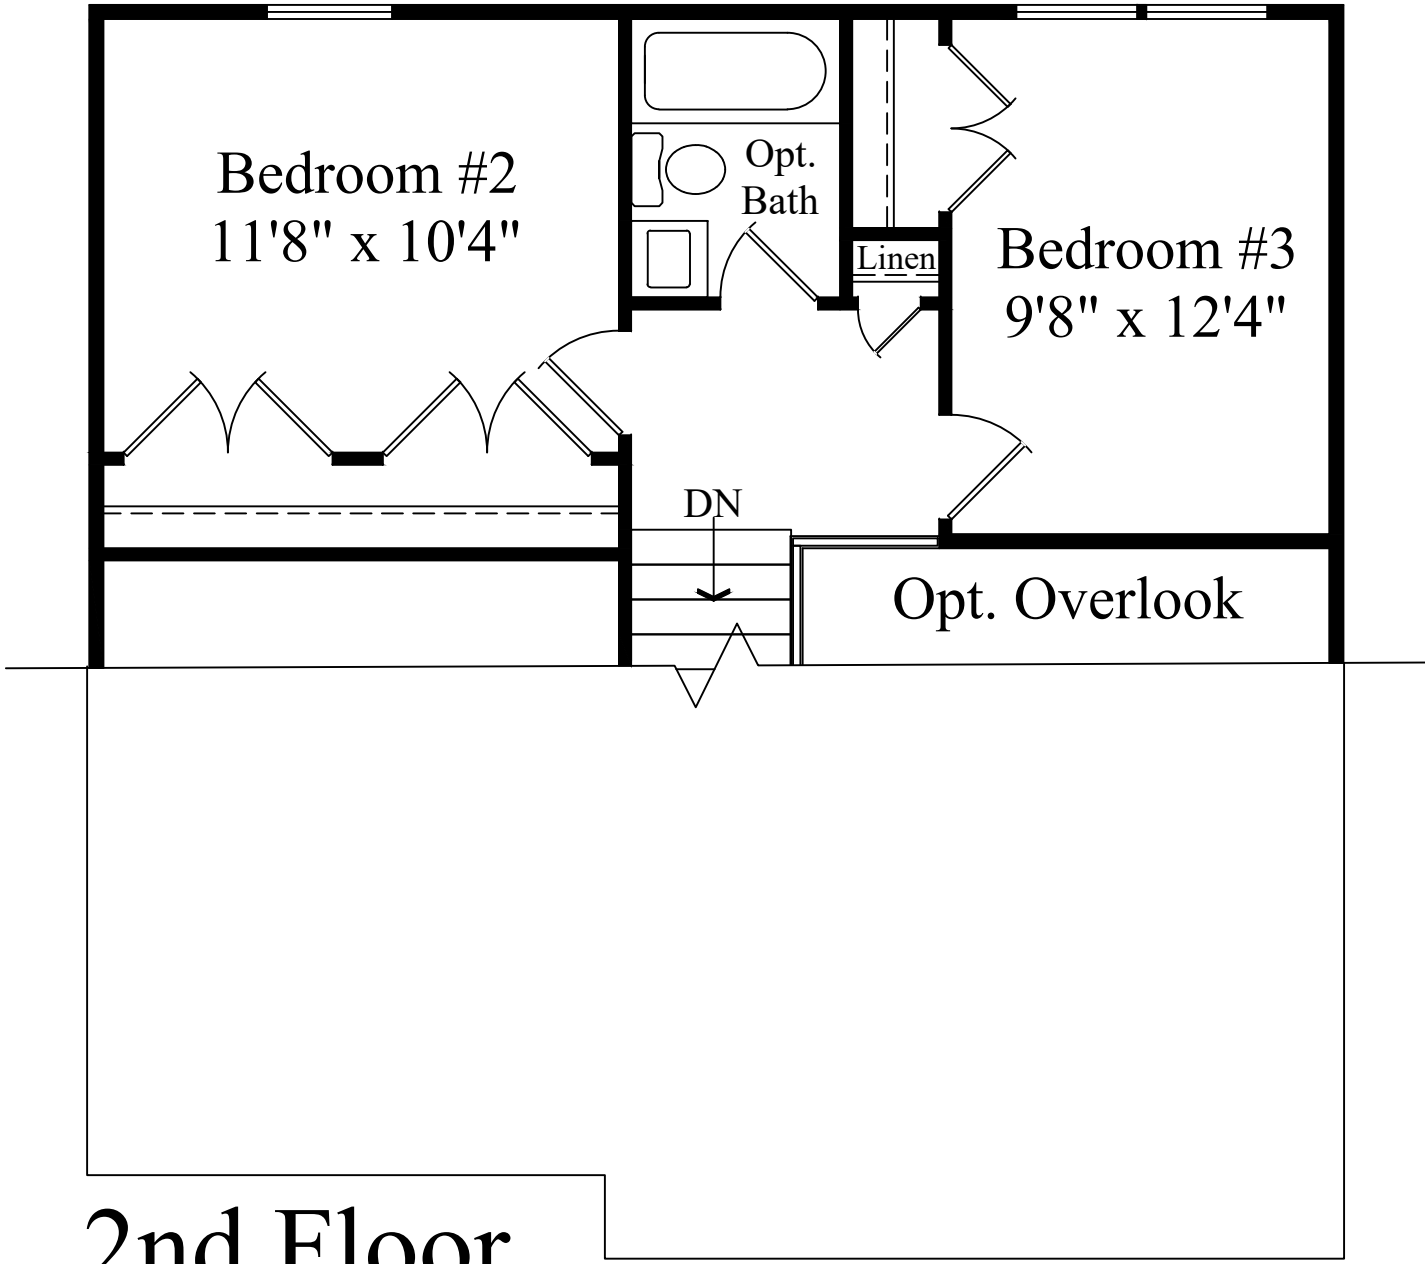 Bedroom #2
11'8" x 10'4"
Opt.
Bath
Linen
Bedroom #3
9'8" x 12'4"
DN
Opt. Overlook
2nd Floor